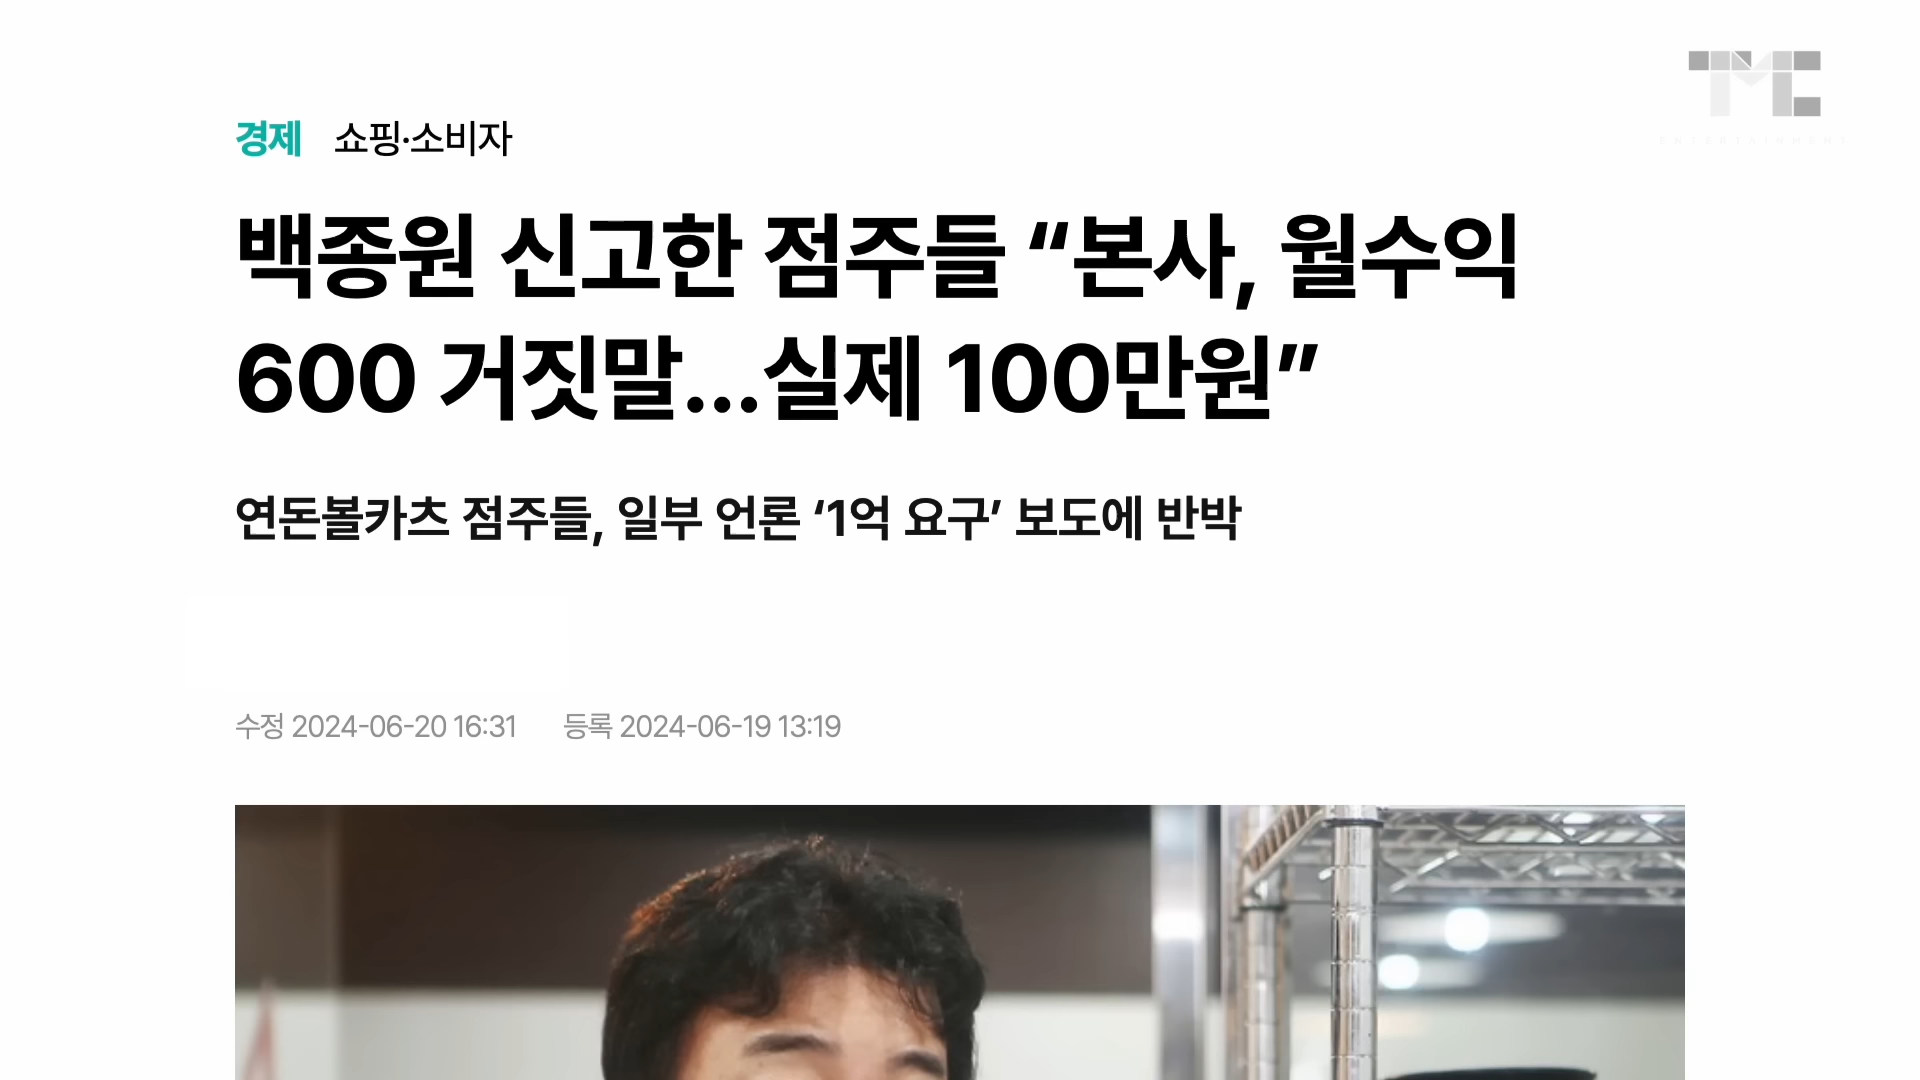 TMC
ENTERTAINMENT
경제 쇼핑·소비자
백종원 신고한 점주들 “본사, 월수익
600 거짓말…실제 100만원”
연돈볼카츠 점주들, 일부 언론 ‘1억 요구’ 보도에 반박
수정 2024-06-20 16:31 등록 2024-06-19 13:19